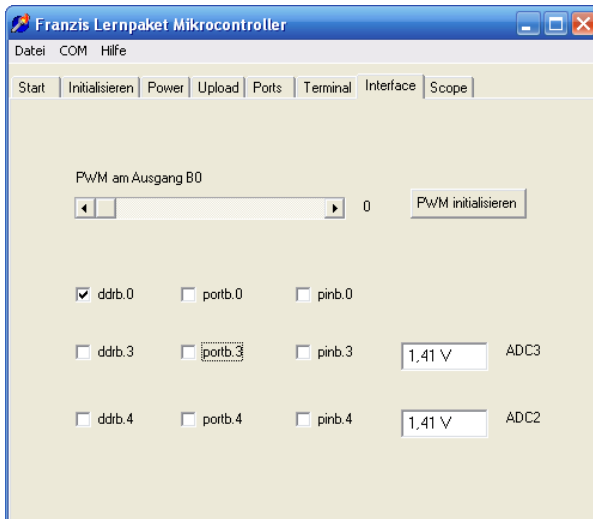 Franzis Lernpaket Mikrocontroller
Datei COM Hilfe
Start Initialisieren Power Upload Ports Terminal Interface Scope
PWM am Ausgang B0
0 PWM initialisieren
ddrb.0 portb.0 pinb.0
ddrb.3 portb.3 pinb.3 1,41 V ADC3
ddrb.4 portb.4 pinb.4 1,41 V ADC2